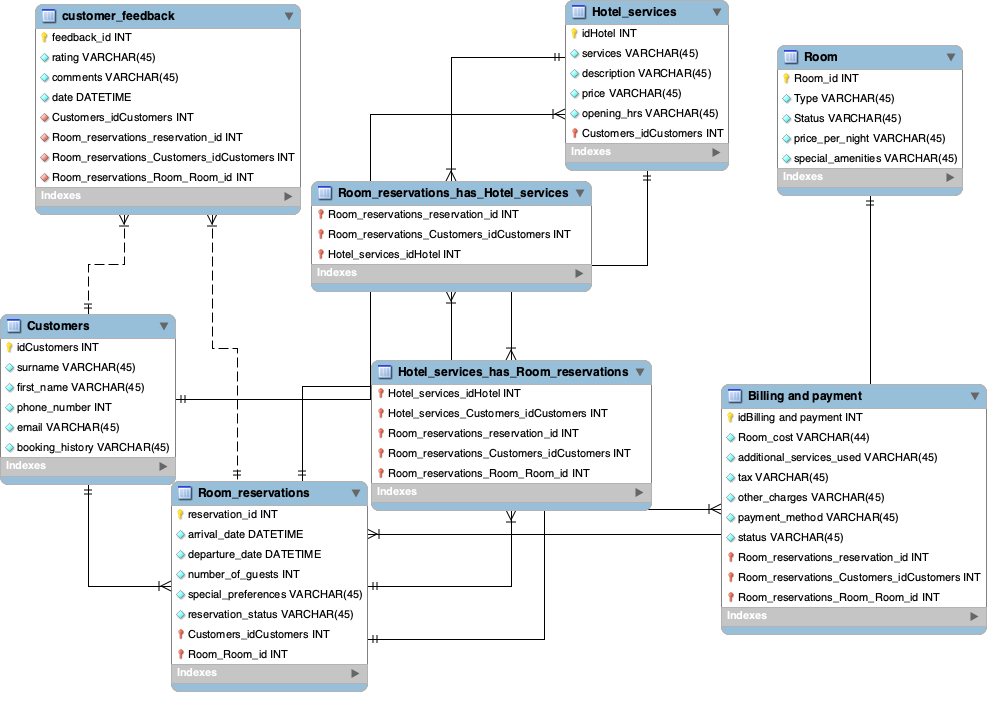 customer_feedback
feedback_id INT
rating VARCHAR(45)
comments VARCHAR(45)
date DATETIME
Customers_idCustomers INT
Room_reservations_reservation_id INT
Room_reservations_Customers_idCustomers INT
Room_reservations_Room_Room_id INT
Indexes
Hotel_services
idHotel INT
services VARCHAR(45)
description VARCHAR(45)
price VARCHAR(45)
opening_hrs VARCHAR(45)
Customers_idCustomers INT
Indexes
Room
Room_id INT
Type VARCHAR(45)
Status VARCHAR(45)
price_per_night VARCHAR(45)
special_amenities VARCHAR(45)
Indexes
Room_reservations_has_Hotel_services
Room_reservations_reservation_id INT
Room_reservations_Customers_idCustomers INT
Hotel_services_idHotel INT
Indexes
Customers
idCustomers INT
surname VARCHAR(45)
first_name VARCHAR(45)
phone_number INT
email VARCHAR(45)
booking_history VARCHAR(45)
Indexes
Hotel_services_has_Room_reservations
Hotel_services_idHotel INT
Hotel_services_Customers_idCustomers INT
Room_reservations_reservation_id INT
Room_reservations_Customers_idCustomers INT
Room_reservations_Room_Room_id INT
Indexes
Billing and payment
idBilling and payment INT
Room_cost VARCHAR(44)
additional_services_used VARCHAR(45)
tax VARCHAR(45)
other_charges VARCHAR(45)
payment_method VARCHAR(45)
status VARCHAR(45)
Room_reservations_reservation_id INT
Room_reservations_Customers_idCustomers INT
Room_reservations_Room_Room_id INT
Indexes
Room_reservations
reservation_id INT
arrival_date DATETIME
departure_date DATETIME
number_of_guests INT
special_preferences VARCHAR(45)
reservation_status VARCHAR(45)
Customers_idCustomers INT
Room_Room_id INT
Indexes